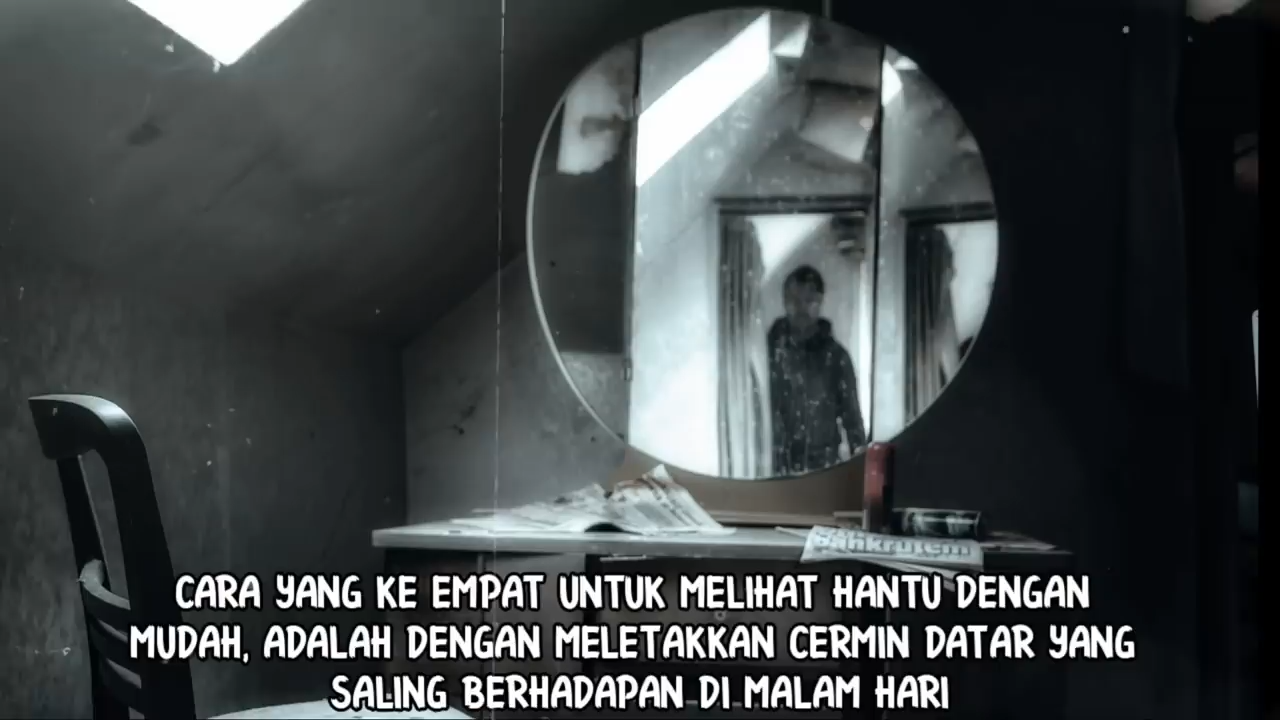 CARA YANG KE EMPAT UNTUK MELIHAT HANTU DENGAN
MUDAH, ADALAH DENGAN MELETAKKAN CERMIN DATAR YANG
SALING BERHADAPAN DI MALAM HARI